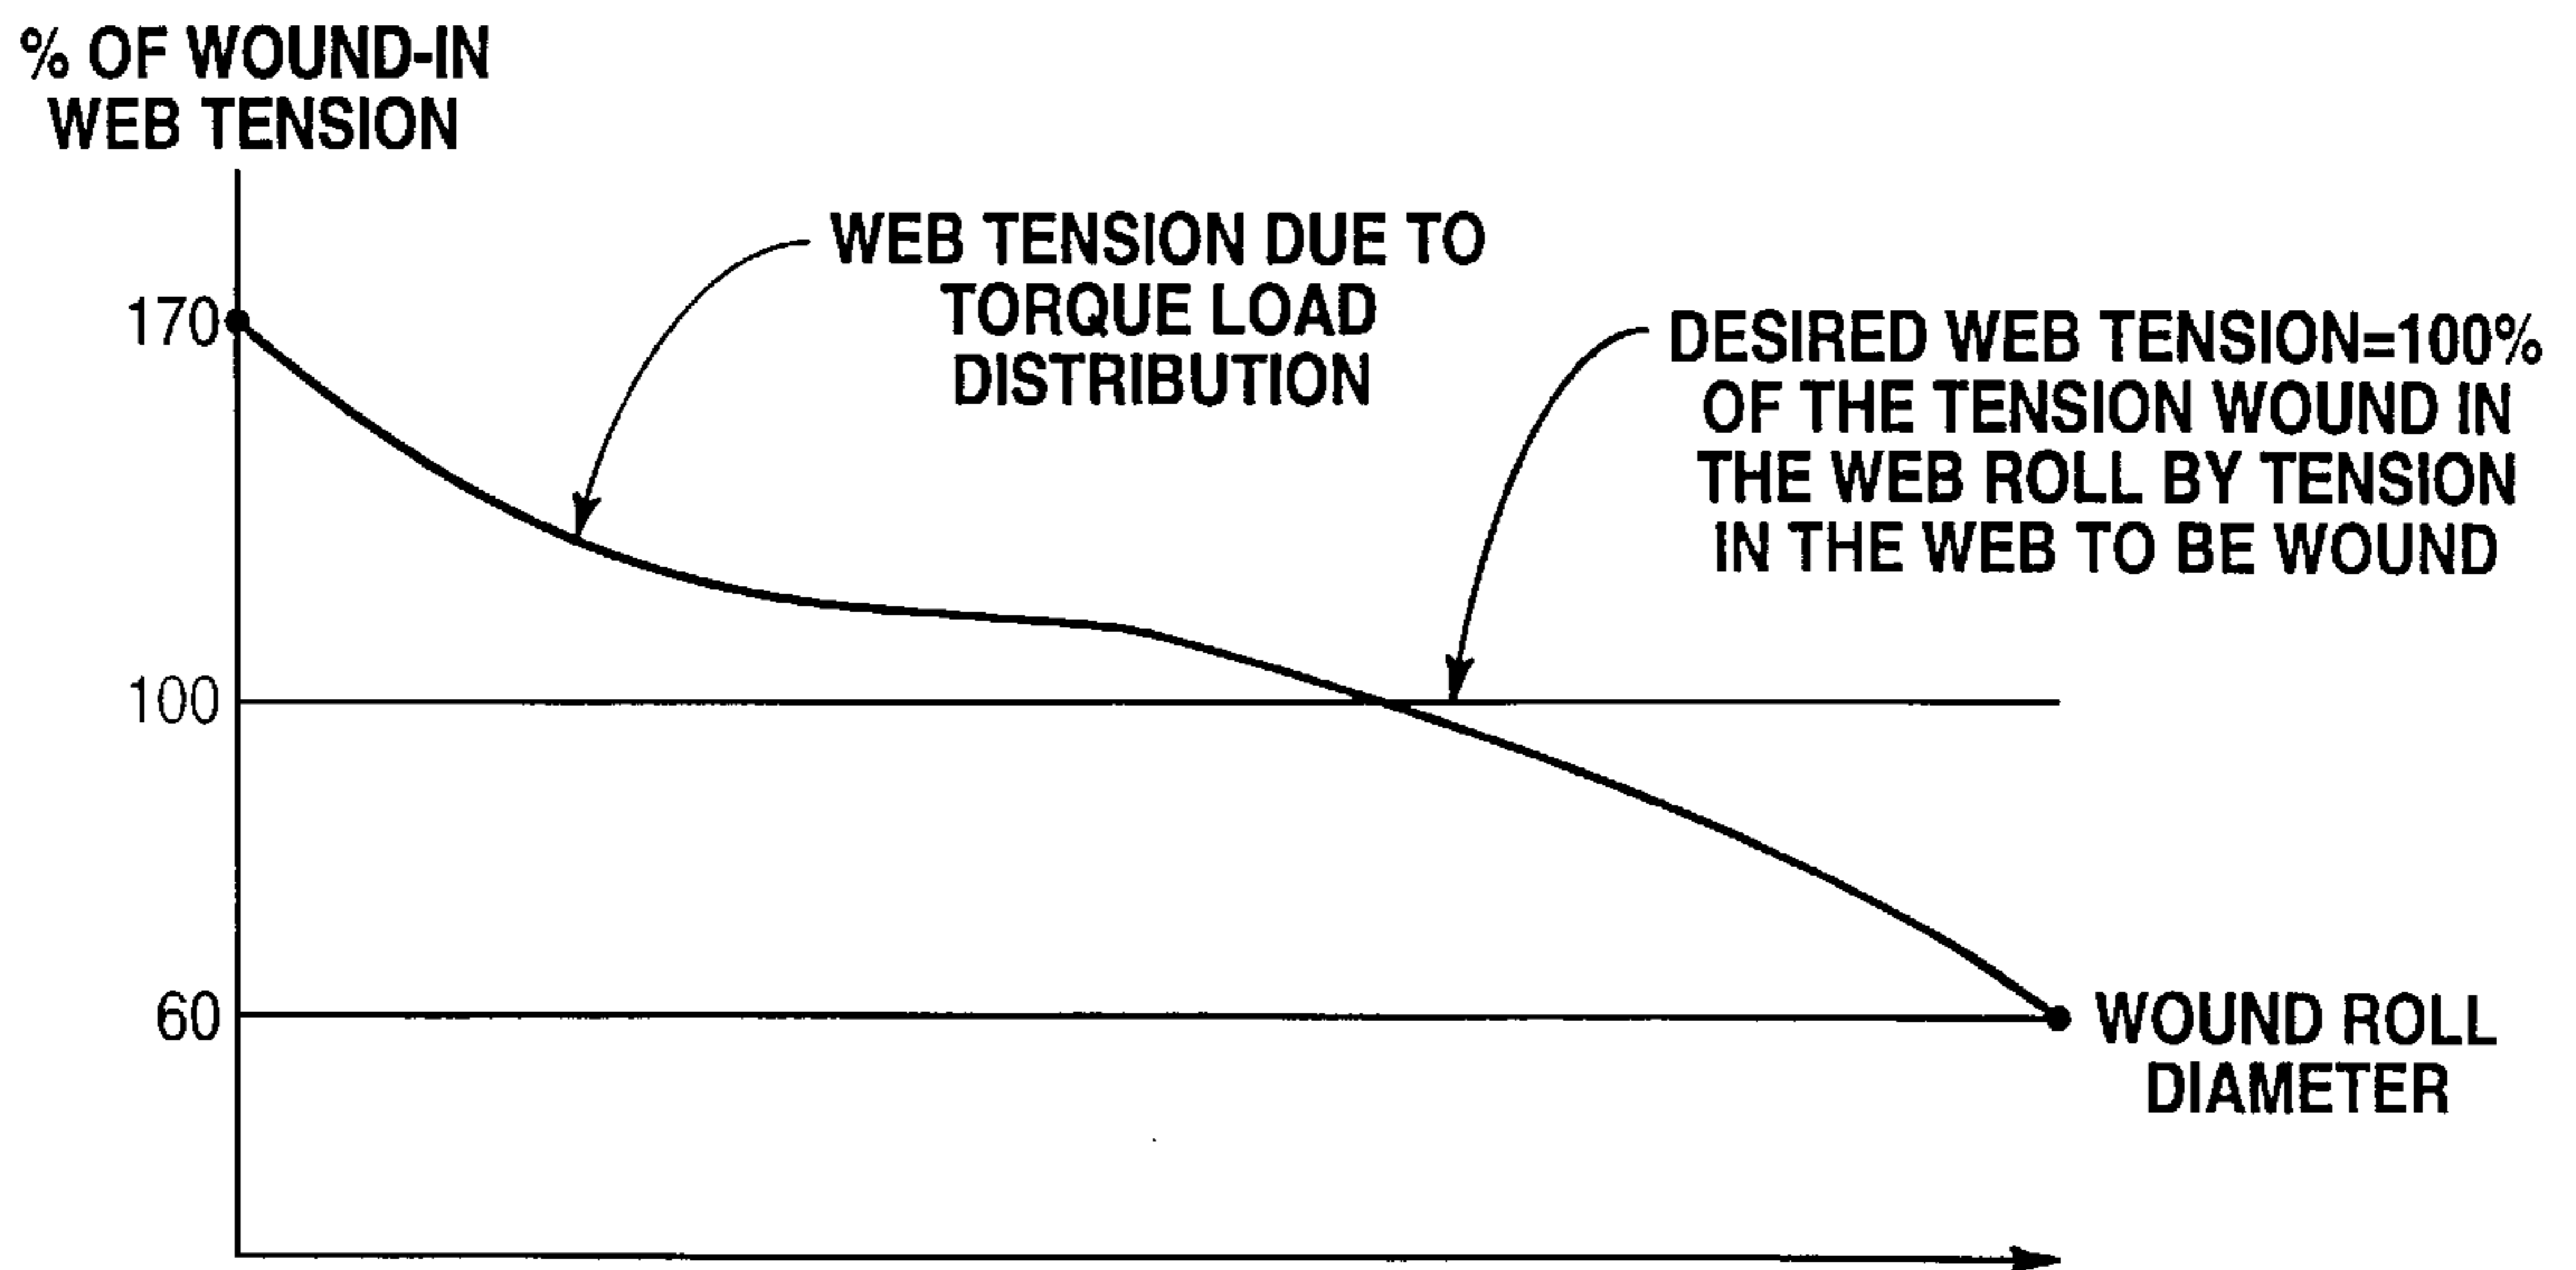 % OF WOUND-IN
WEB TENSION
WEB TENSION DUE TO
TORQUE LOAD
DISTRIBUTION
170
DESIRED WEB TENSION=100%
OF THE TENSION WOUND IN
THE WEB ROLL BY TENSION
IN THE WEB TO BE WOUND
100
60
WOUND ROLL
DIAMETER